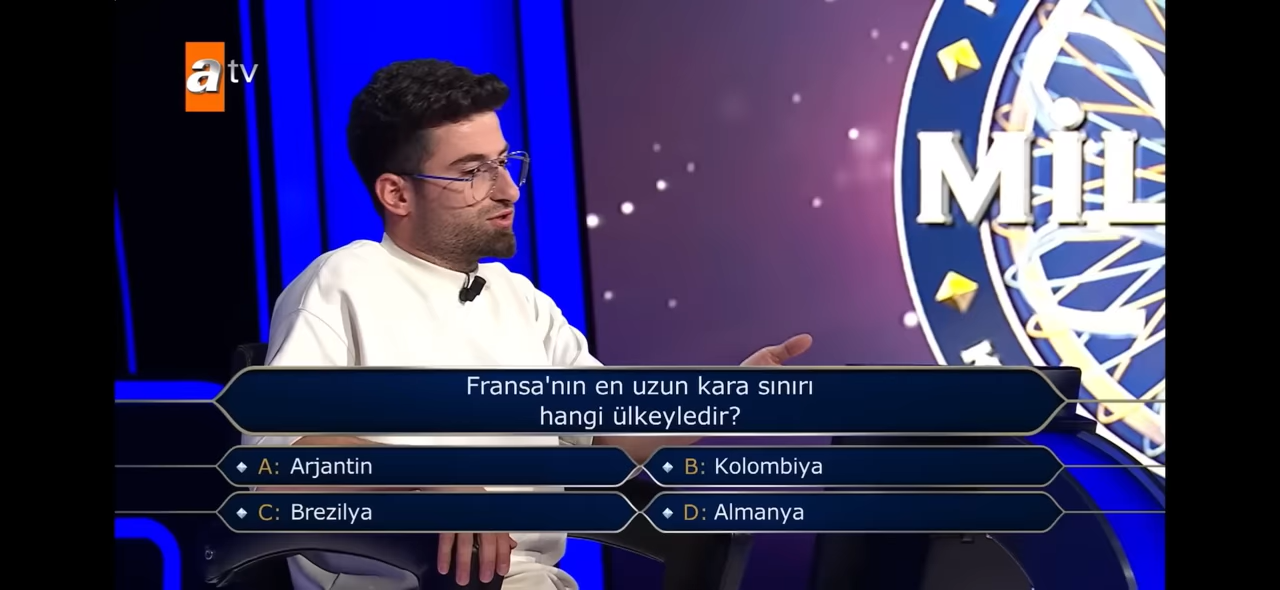 atv
MİL
Fransa'nın en uzun kara sınırı
hangi ülkeyledir?
A: Arjantin
B: Kolombiya
C: Brezilya
D: Almanya